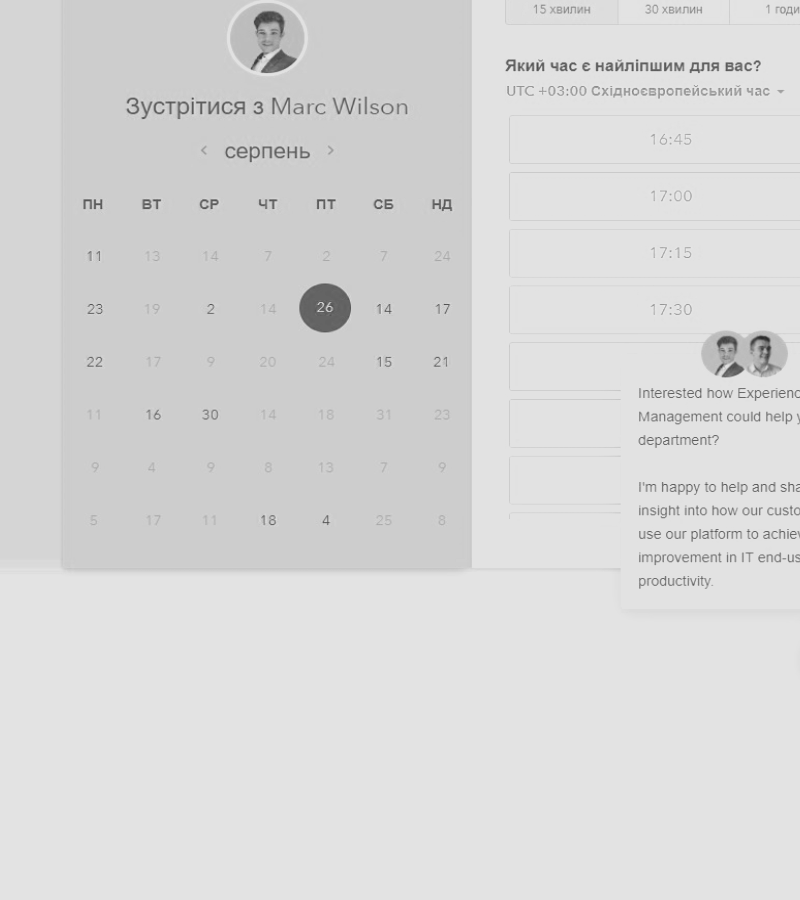 Зустрітися з Marc Wilson
серпень
ПН ВТ СР ЧТ ПТ СБ НД
11 13 14 7 2 7 24
23 19 2 14 26 14 17
22 17 9 20 24 15 21
11 16 30 14 18 31 23
9 4 9 8 13 7 9
5 17 11 18 4 25 8
15 хвилин 30 хвилин 1 годи
Який час є найліпшим для вас?
UTC +03:00 Східноєвропейський час
16:45
17:00
17:15
17:30
Interested how Experienc
Management could help y
department?
I'm happy to help and sha
insight into how our custo
use our platform to achiev
improvement in IT end-us
productivity.